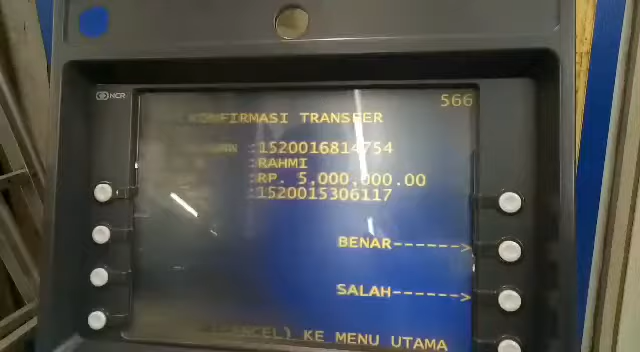 NCR
566
KONFIRMASI TRANSFER
:1520016814754
:RAHMI
:RP. 5,000,000.00
:1520015306117
BENAR------>
SALAH------>
(CANCEL) KE MENU UTAMA